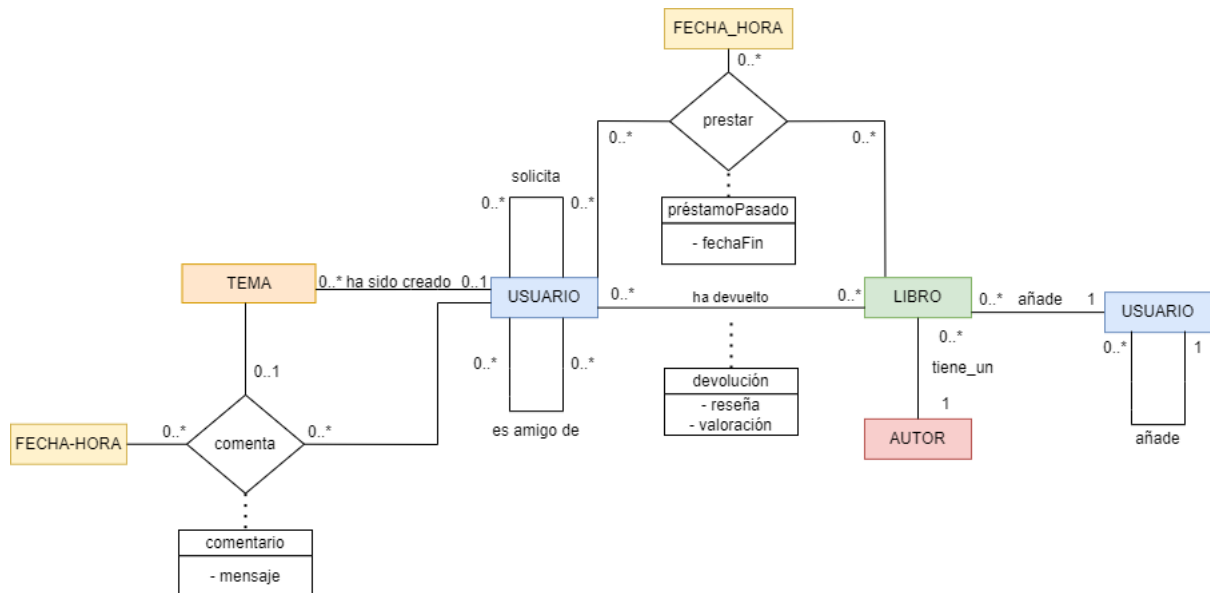 FECHA_HORA
0..*
prestar
0..*
0..*
solicita
0..*
0..*
préstamoPasado
- fechaFin
TEMA
0..* ha sido creado 0..1
USUARIO
0..*
ha devuelto
0..*
LIBRO
0..*
añade
1
USUARIO
0..*
1
añade
0..*
tiene_un
1
AUTOR
0..*
0..*
es amigo de
devolución
- reseña
- valoración
0..1
FECHA-HORA
0..*
comenta
0..*
comentario
- mensaje